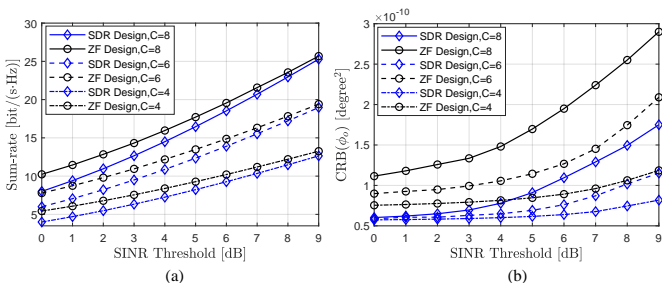 SDR Design,C=8
ZF Design,C=8
SDR Design,C=6
ZF Design,C=6
SDR Design,C=4
ZF Design,C=4
Sum-rate [bit/(s·Hz)]
30
25
20
15
10
5
0 1 2 3 4 5 6 7 8 9
SINR Threshold [dB]
(a)
×10^-10
SDR Design,C=8
ZF Design,C=8
SDR Design,C=6
ZF Design,C=6
SDR Design,C=4
ZF Design,C=4
CRB(ϕₒ) [degree²]
3
2.5
2
1.5
1
0.5
0 1 2 3 4 5 6 7 8 9
SINR Threshold [dB]
(b)